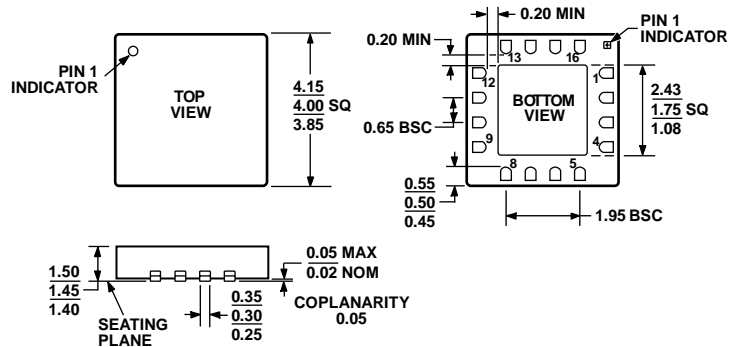 PIN 1
INDICATOR
TOP
VIEW
4.15
4.00 SQ
3.85
0.20 MIN
0.20 MIN
PIN 1
INDICATOR
13
16
12
1
BOTTOM
VIEW
9
4
8
5
0.65 BSC
2.43
1.75 SQ
1.08
0.55
0.50
0.45
1.95 BSC
1.50
1.45
1.40
SEATING
PLANE
0.35
0.30
0.25
0.05 MAX
0.02 NOM
COPLANARITY
0.05